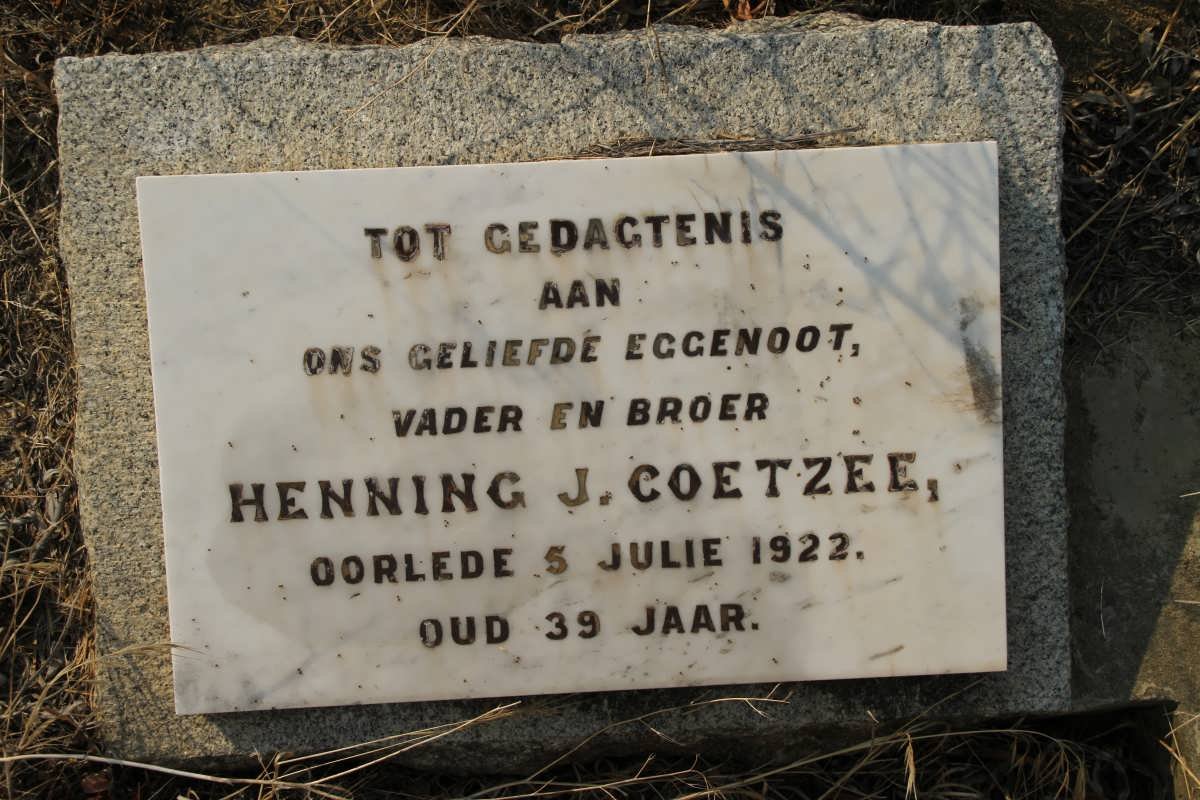 TOT GEDAGTENIS
AAN
ONS GELIEFDE EGGENOOT,
VADER EN BROER
HENNING J. COETZEE,
OORLEDE 5 JULIE 1922.
OUD 39 JAAR.